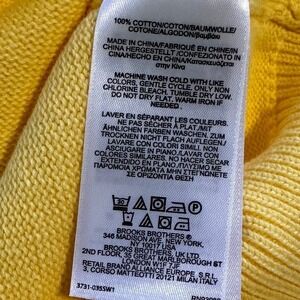 100% COTTON/COTON/BAUMWOLLE/
COTONE/ALGODON/βαμβάκι
MADE IN CHINA/FABRIQUÉ EN CHINE/IN
CHINA HERGESTELLT /CONFEZIONATO IN
CINA/HECHO EN CHINA/Κατασκευάζεται
στην Κίνα
MACHINE WASH COLD WITH LIKE
COLORS, GENTLE CYCLE, ONLY NON
CHLORINE BLEACH, TUMBLE DRY LOW,
DO NOT DRY FLAT. WARM IRON IF
NEEDED.
LAVER EN SÉPARANT LES COULEURS.
NE PAS SÉCHER À PLAT./MIT
ÄHNLICHEN FARBEN WASCHEN, ZUM
TROCKNEN NICHT FLACH AUFLEGEN./
LAVARE CON COLORI SIMILI. NON
ASCIUGARE IN PIANO./LAVAR CON
COLORES SIMILARES. NO HACER SECAR
EXTENDIDO EN PLANO./ΠΛΥΝΕΤΕ ΜΕ
ΠΑΡΟΜΟΙΑ ΧΡΩΜΑΤΑ ΜΗΝ ΣΤΕΓΝΩΝΕΤΕ
ΣΕ ΟΡΙΖΟΝΤΙΑ ΘΕΣΗ
BROOKS BROTHERS ®
346 MADISON AVE, NEW YORK,
NY 10017 USA
BROOKS BROTHERS, UK LTD
2ND FLOOR, 35 GREAT MARLBOROUGH ST
LONDON W1F 7JE
RETAIL BRAND ALLIANCE EUROPE, S.R.L
3, CORSO MATTEOTTI 20121 MILAN ITALY
3731-035SW1